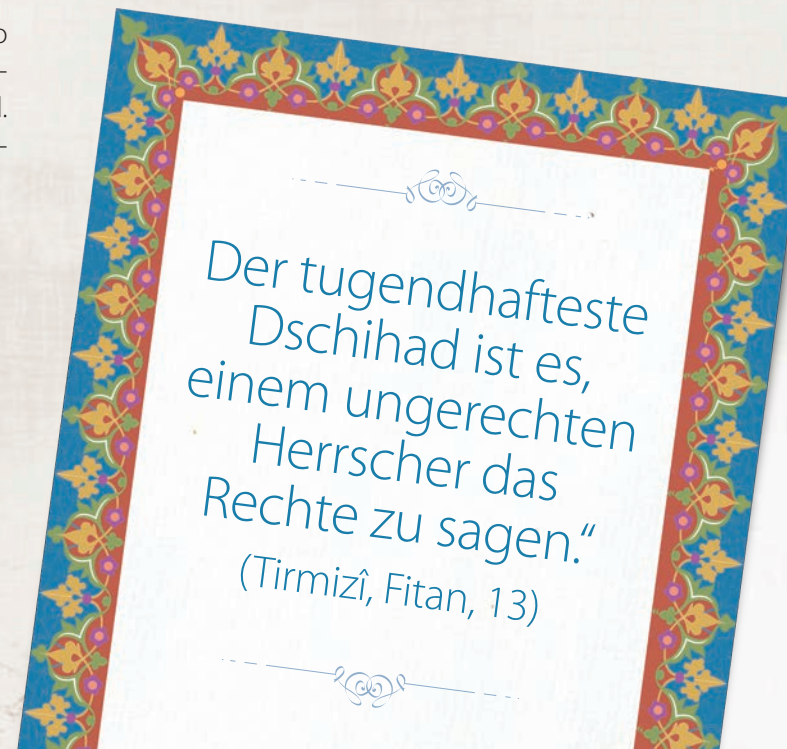 Der tugendhafteste
Dschihad ist es,
einem ungerechten
Herrscher das
Rechte zu sagen.“
(Tirmizî, Fitan, 13)